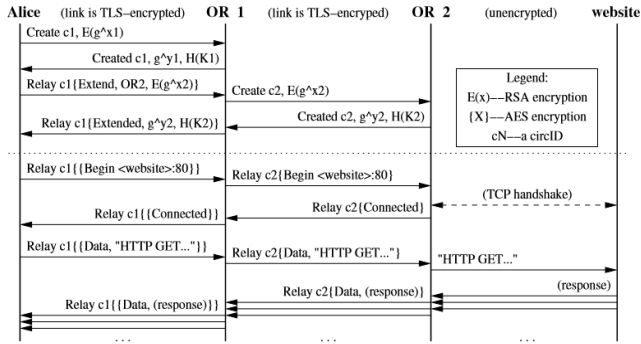 Alice (link is TLS-encrypted) OR 1 (link is TLS-encrypted) OR 2 (unencrypted) website
Create c1, E(g^x1)
Created c1, g^y1, H(K1)
Relay c1{Extend, OR2, E(g^x2)}
Create c2, E(g^x2)
Created c2, g^y2, H(K2)
Relay c1{Extended, g^y2, H(K2)}
Legend:
E(x)--RSA encryption
{X}--AES encryption
cN--a circID
Relay c1{{Begin <website>:80}}
Relay c2{Begin <website>:80}
(TCP handshake)
Relay c2{Connected}
Relay c1{{Connected}}
Relay c1{{Data, "HTTP GET..."}}
Relay c2{Data, "HTTP GET..."}
"HTTP GET..."
(response)
Relay c2{Data, (response)}
Relay c1{{Data, (response)}}
. . . . . . . . .